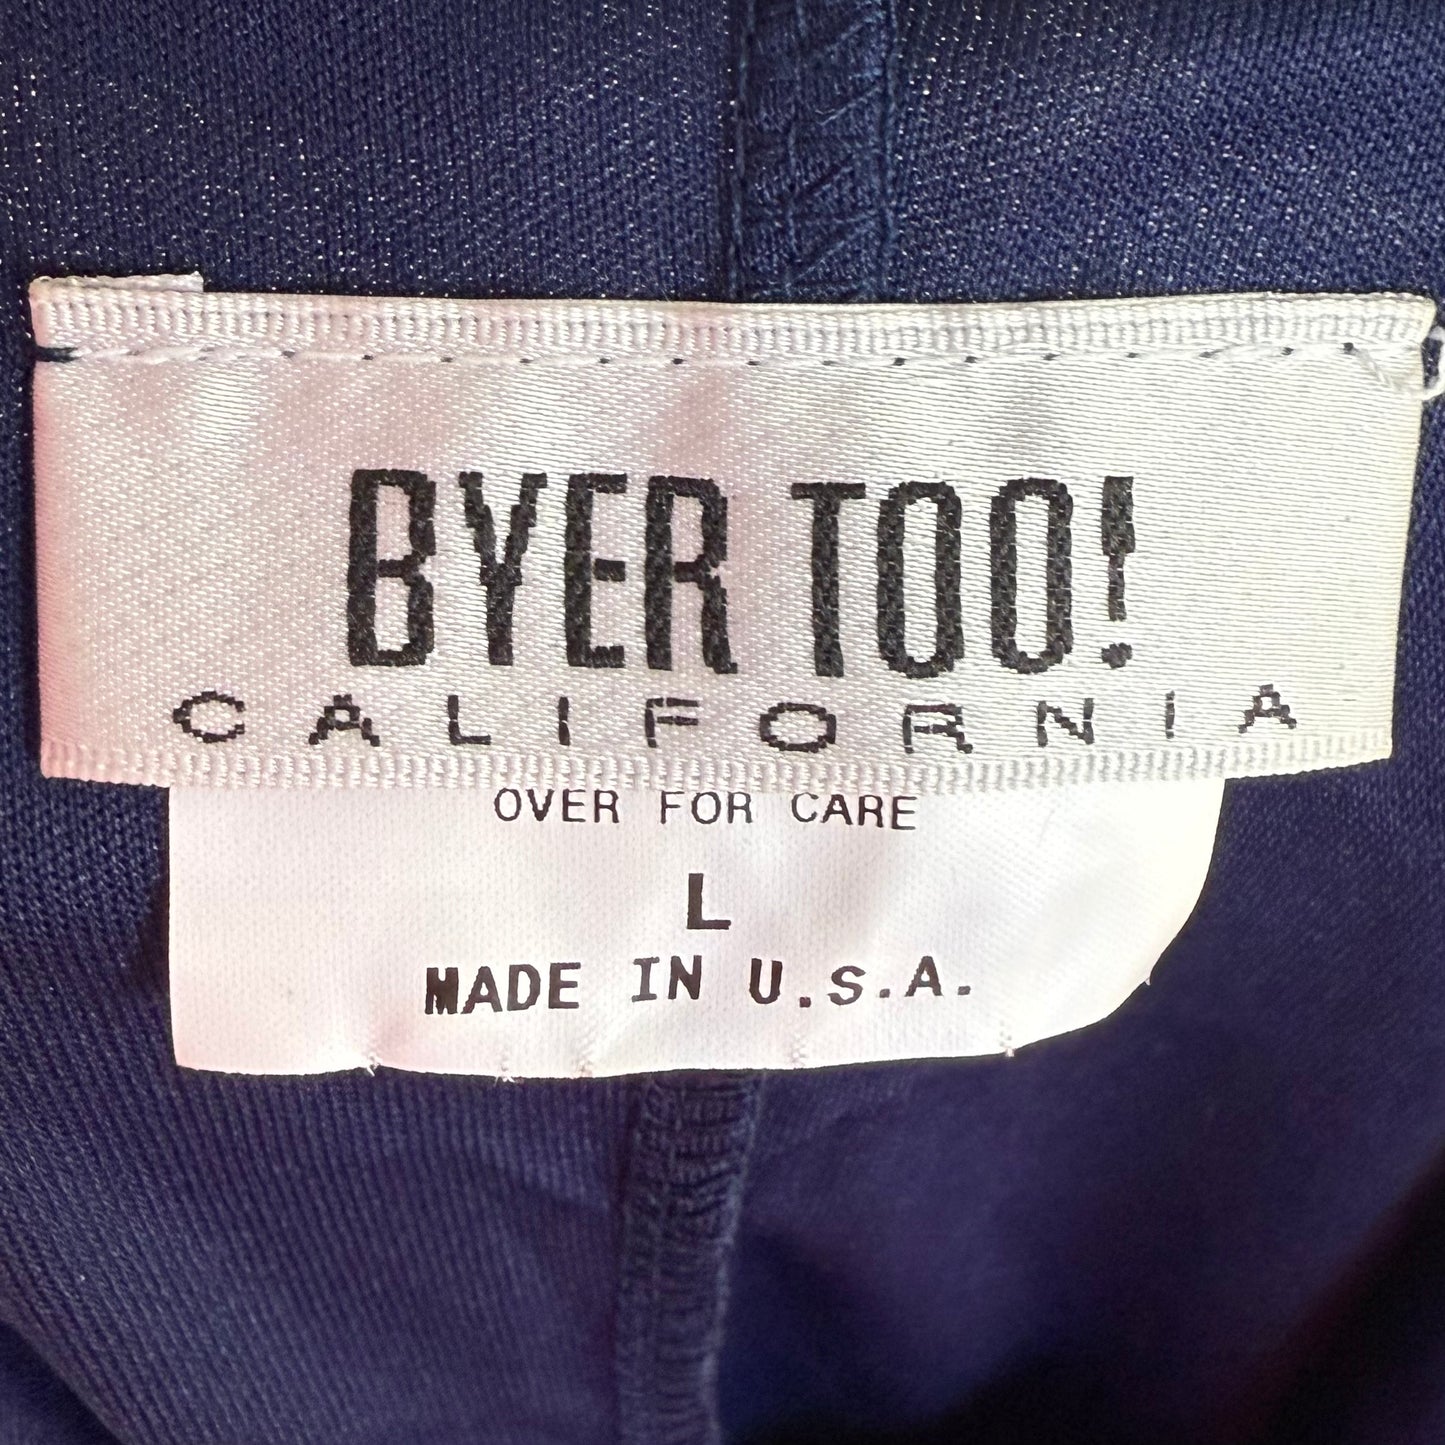 BYER TOO!
CALIFORNIA
OVER FOR CARE
L
MADE IN U.S.A.